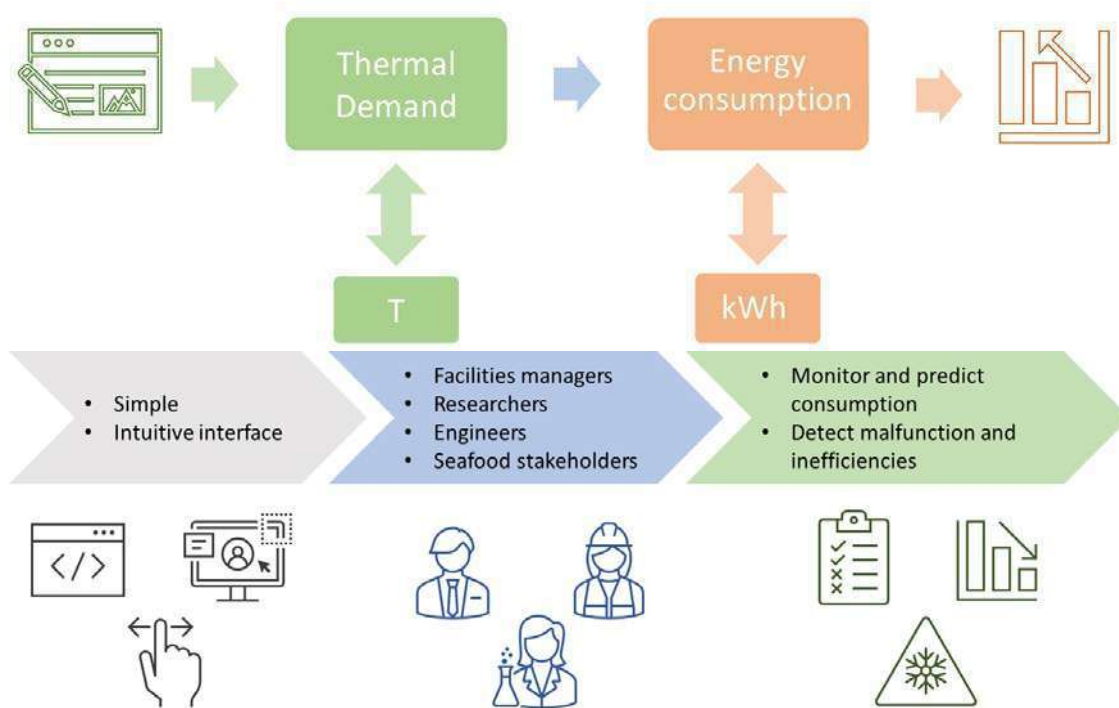 Thermal
Demand
Energy
consumption
T
kWh
• Simple
• Intuitive interface
• Facilities managers
• Researchers
• Engineers
• Seafood stakeholders
• Monitor and predict
consumption
• Detect malfunction and
inefficiencies
</>